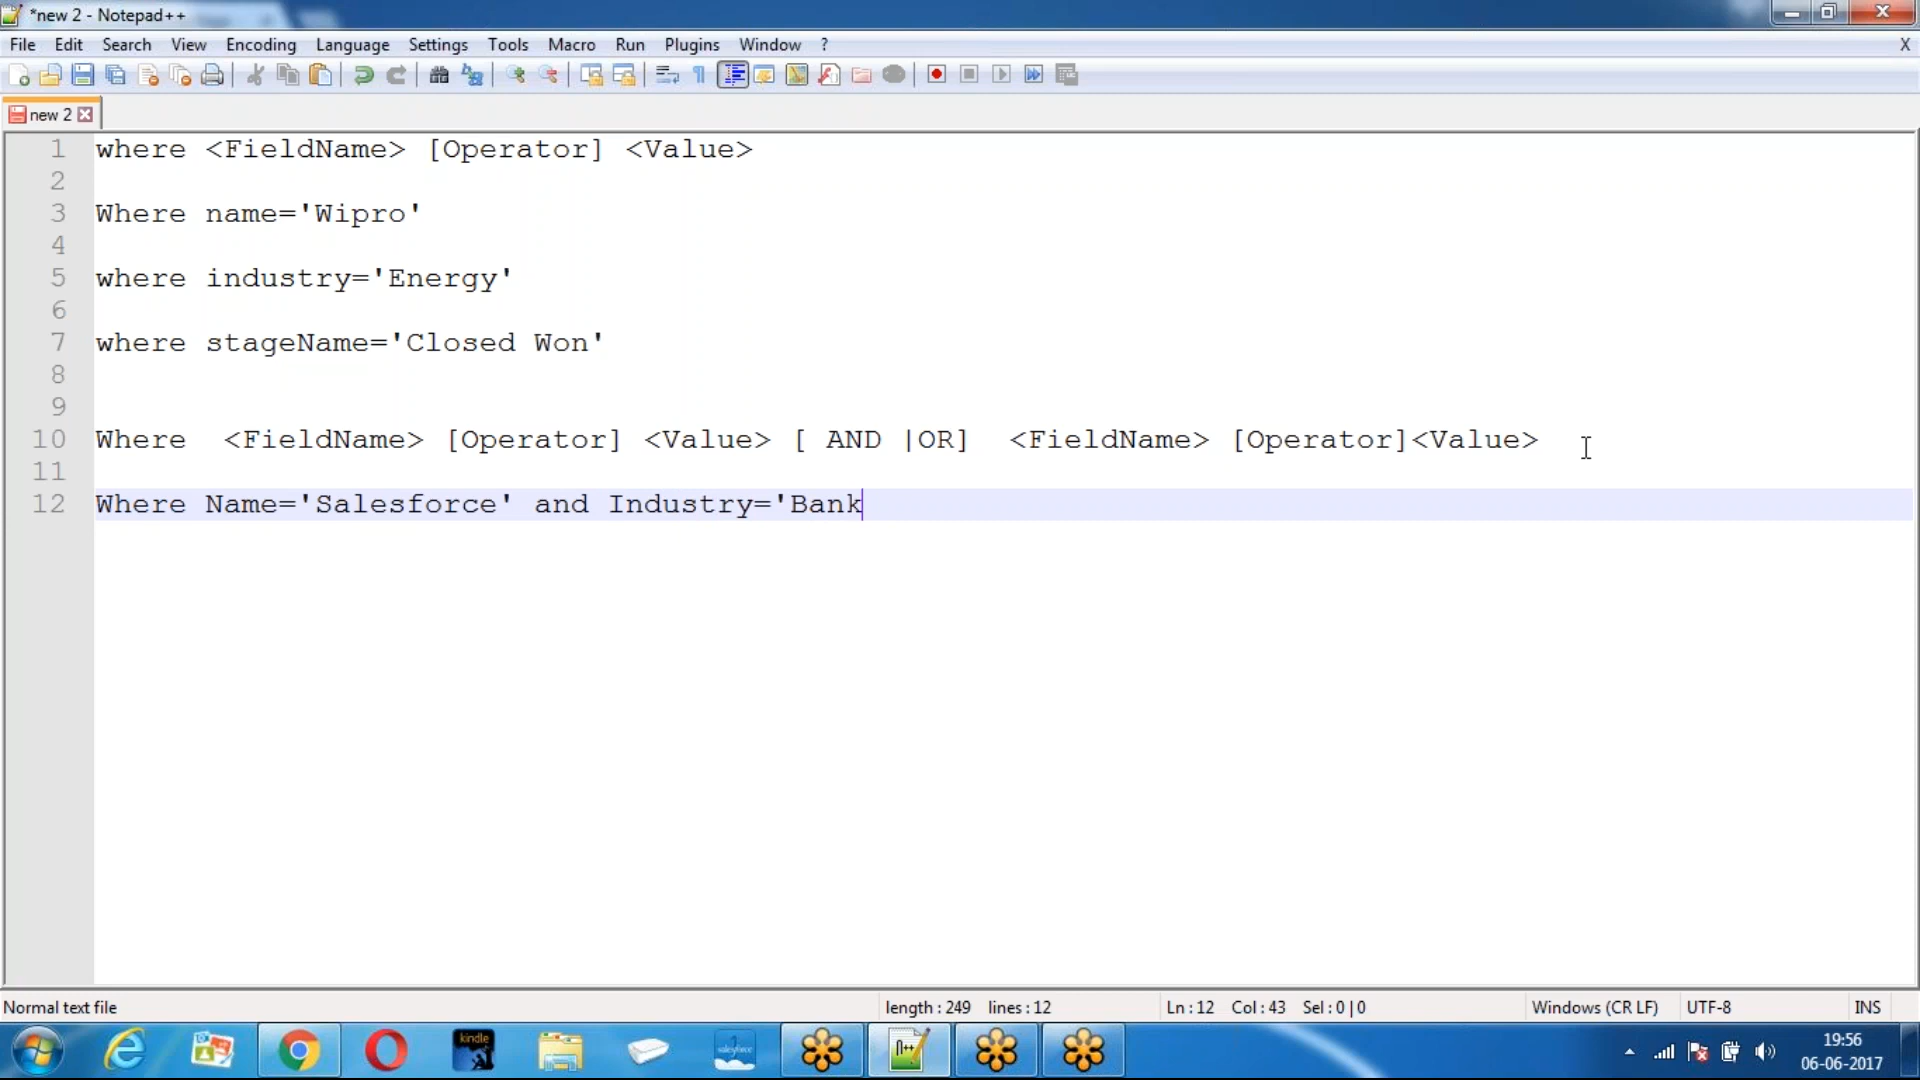 *new 2 - Notepad++
File Edit Search View Encoding Language Settings Tools Macro Run Plugins Window ? X
new 2
1 where <FieldName> [Operator] <Value>
2
3 Where name='Wipro'
4
5 where industry='Energy'
6
7 where stageName='Closed Won'
8
9
10 Where  <FieldName> [Operator] <Value> [ AND |OR]  <FieldName> [Operator]<Value>
11
12 Where Name='Salesforce' and Industry='Bank
Normal text file length : 249 lines : 12 Ln : 12 Col : 43 Sel : 0 | 0 Windows (CR LF) UTF-8 INS
kindle
salesforce
19:56
06-06-2017